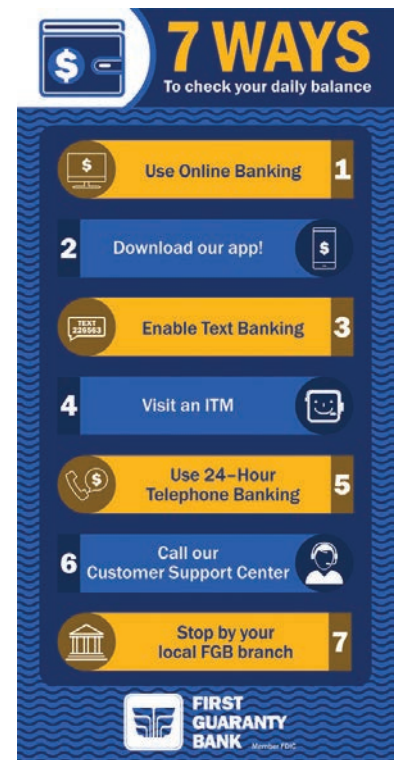 7 WAYS
To check your daily balance
$
$
Use Online Banking
1
2
Download our app!
$
TEXT
226563
Enable Text Banking
3
4
Visit an ITM
$
Use 24-Hour
Telephone Banking
5
6
Call our
Customer Support Center
Stop by your
local FGB branch
7
FIRST
GUARANTY
BANK Member FDIC